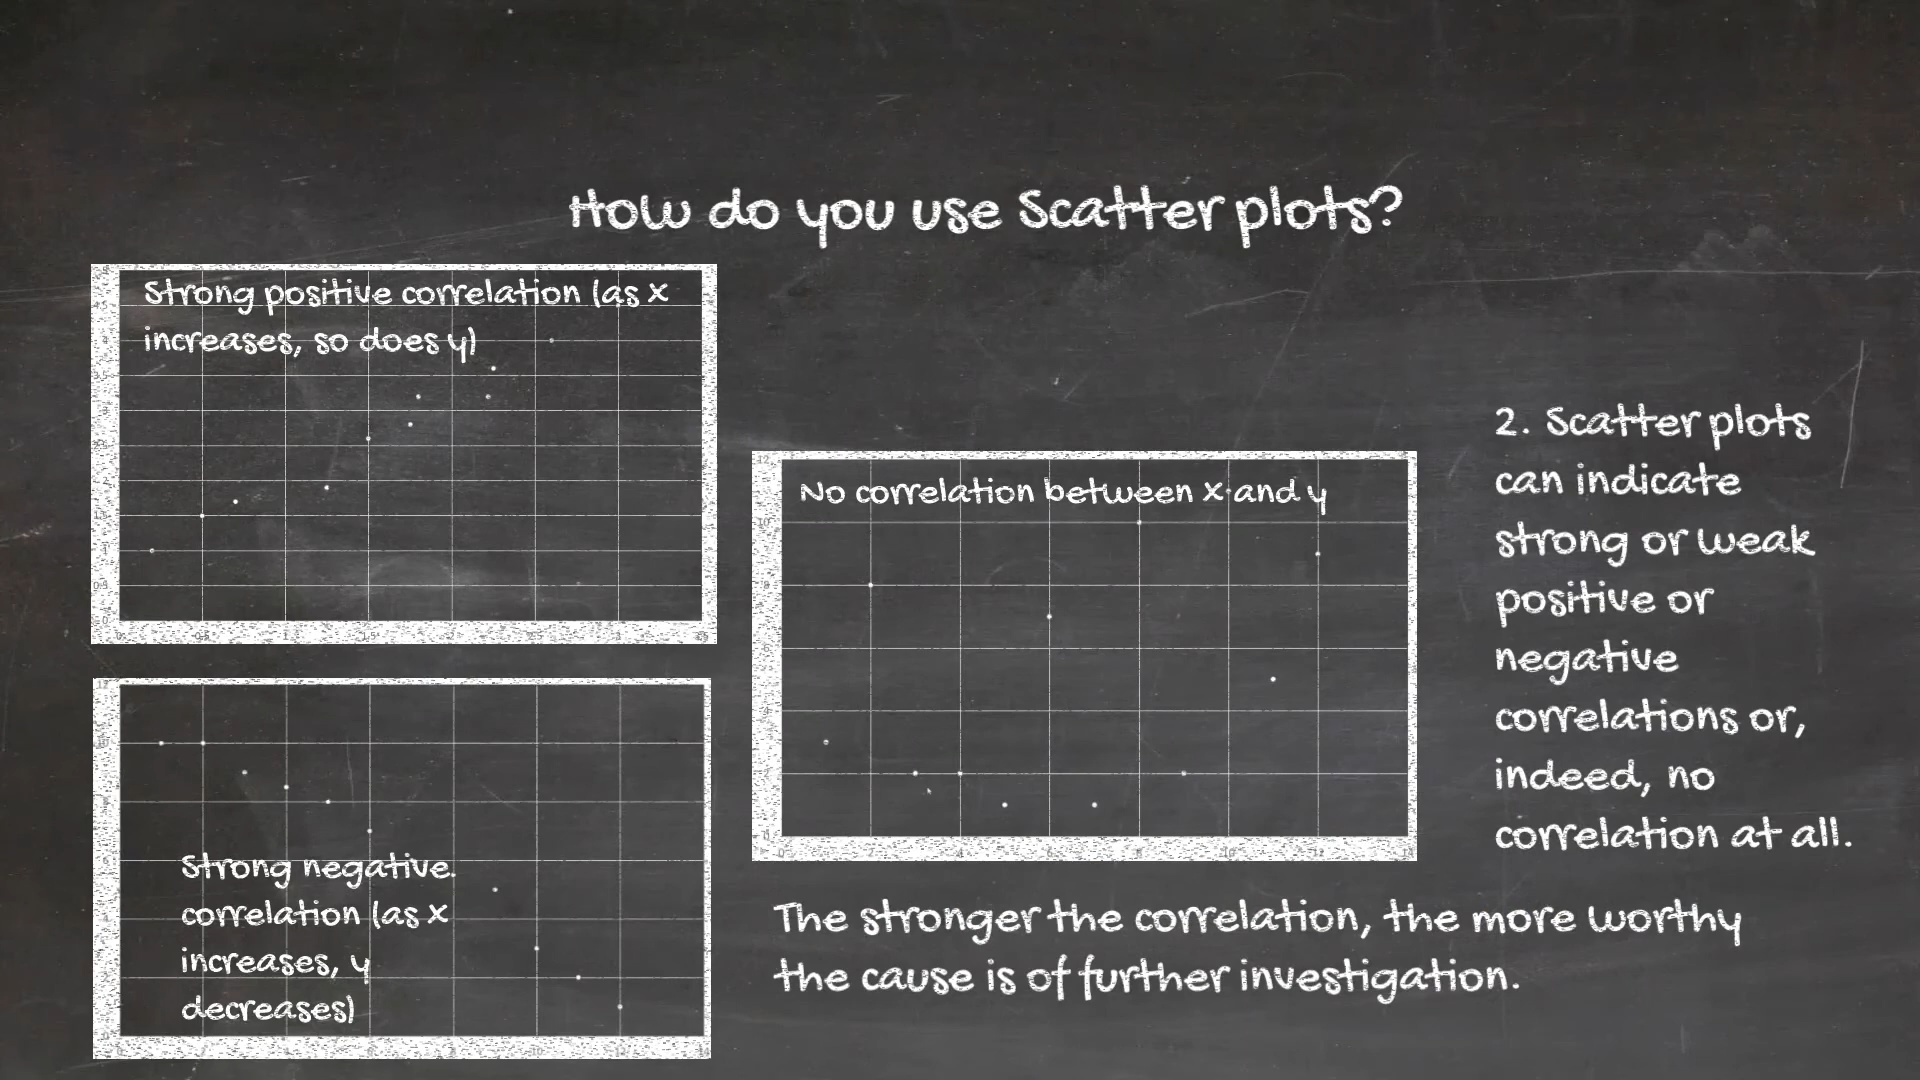 How do you use Scatter plots?
Strong positive correlation (as x
increases, so does y)
No correlation between x and y
Strong negative
correlation (as x
increases, y
decreases)
2. Scatter plots
can indicate
strong or weak
positive or
negative
correlations or,
indeed, no
correlation at all.
The stronger the correlation, the more worthy
the cause is of further investigation.